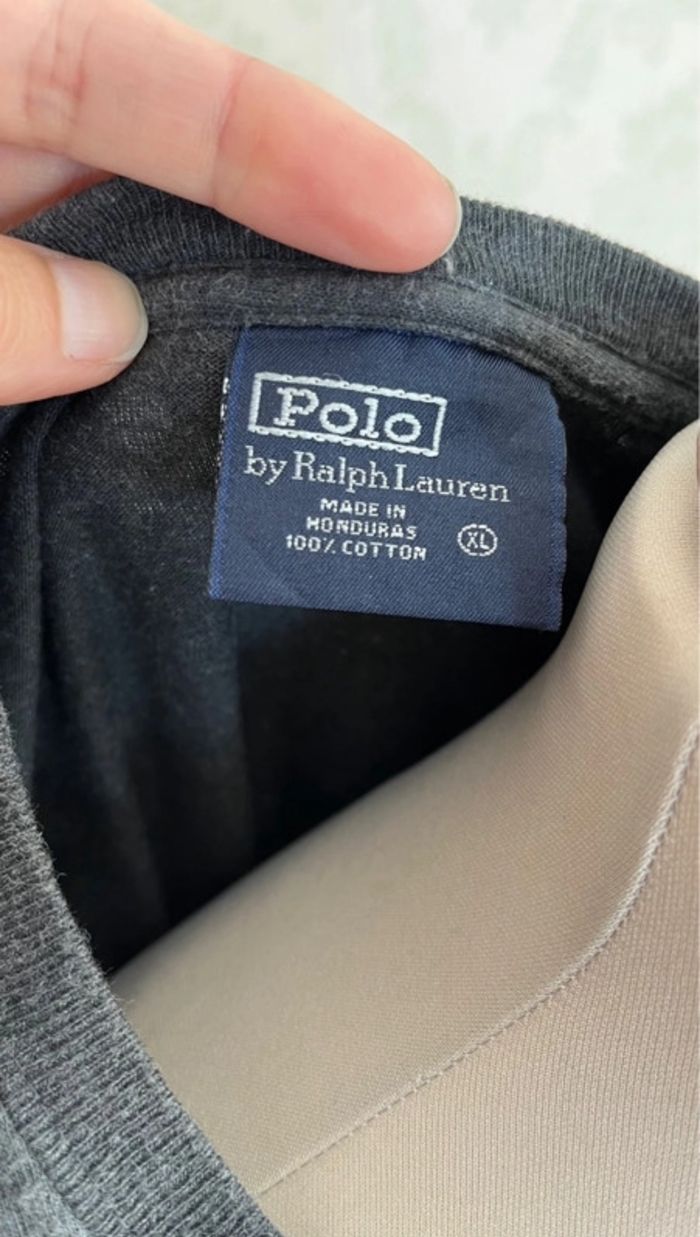 Polo
by Ralph Lauren
MADE IN
HONDURAS
100% COTTON
XL